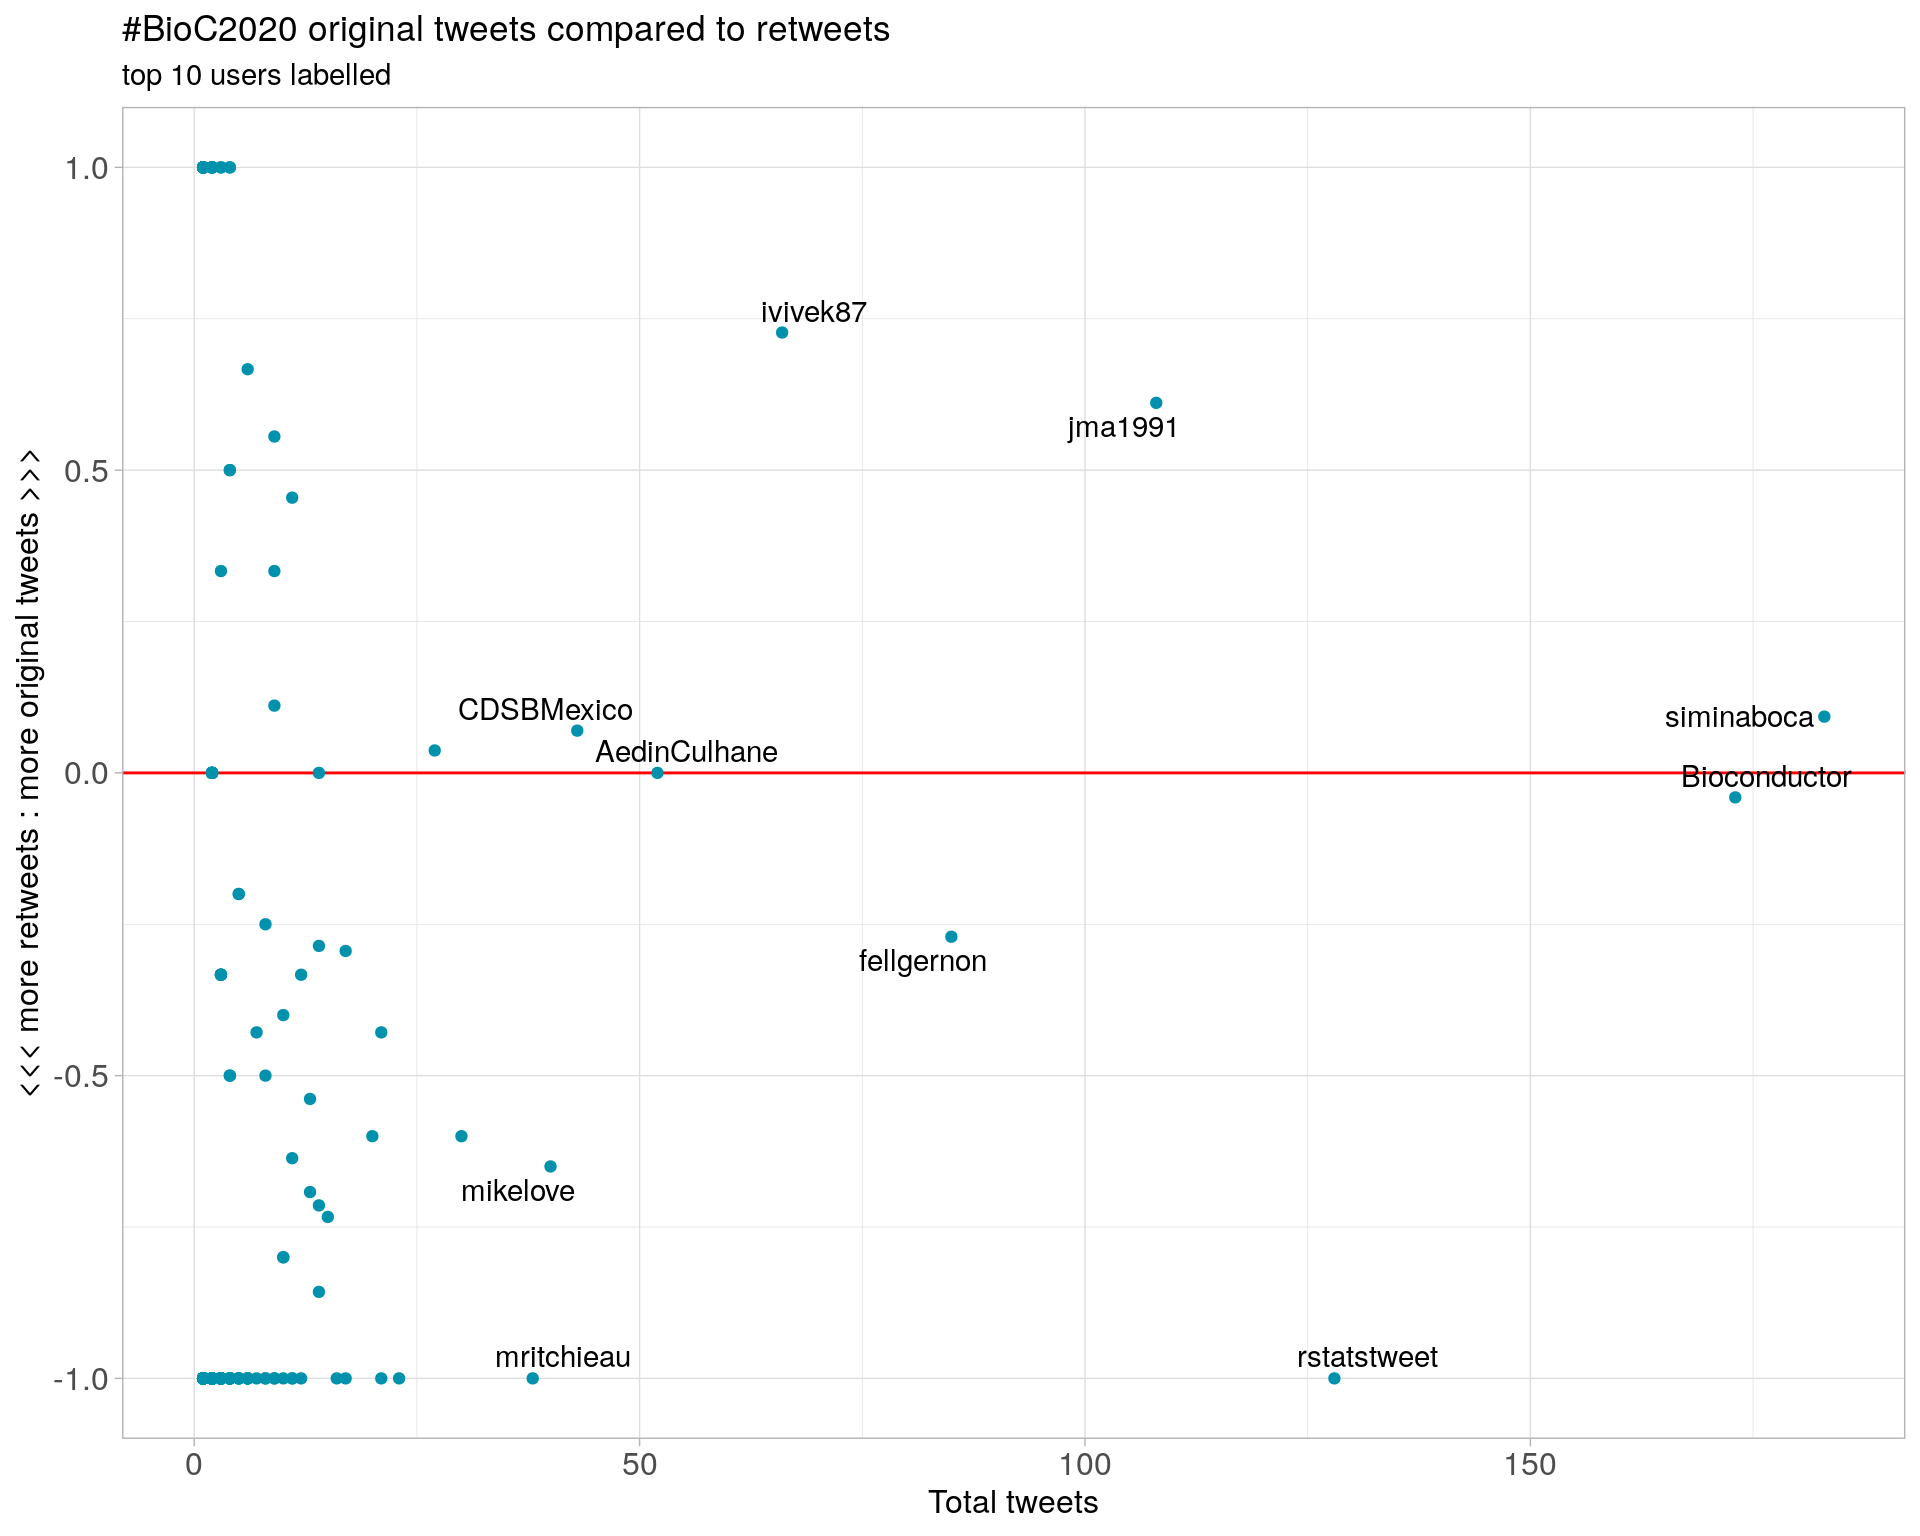 #BioC2020 original tweets compared to retweets
top 10 users labelled
<<< more retweets : more original tweets >>>
1.0
0.5
0.0
-0.5
-1.0
ivivek87
jma1991
CDSBMexico
siminaboca
AedinCulhane
Bioconductor
fellgernon
mikelove
mritchieau
rstatstweet
0
50
100
150
Total tweets